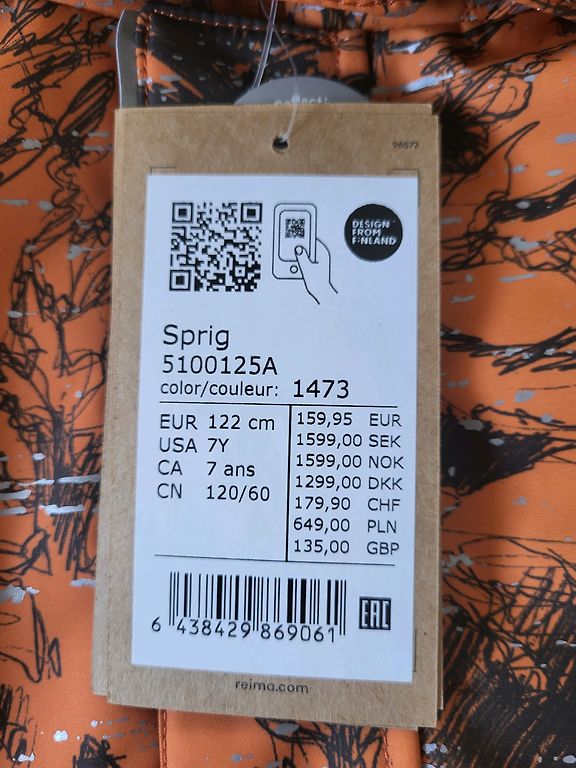 96572
DESIGN
FROM
FINLAND
Sprig
5100125A
color/couleur: 1473
EUR 122 cm
USA 7Y
CA 7 ans
CN 120/60
159,95 EUR
1599,00 SEK
1599,00 NOK
1299,00 DKK
179,90 CHF
649,00 PLN
135,00 GBP
6 438429 869061
EAC
reima.com